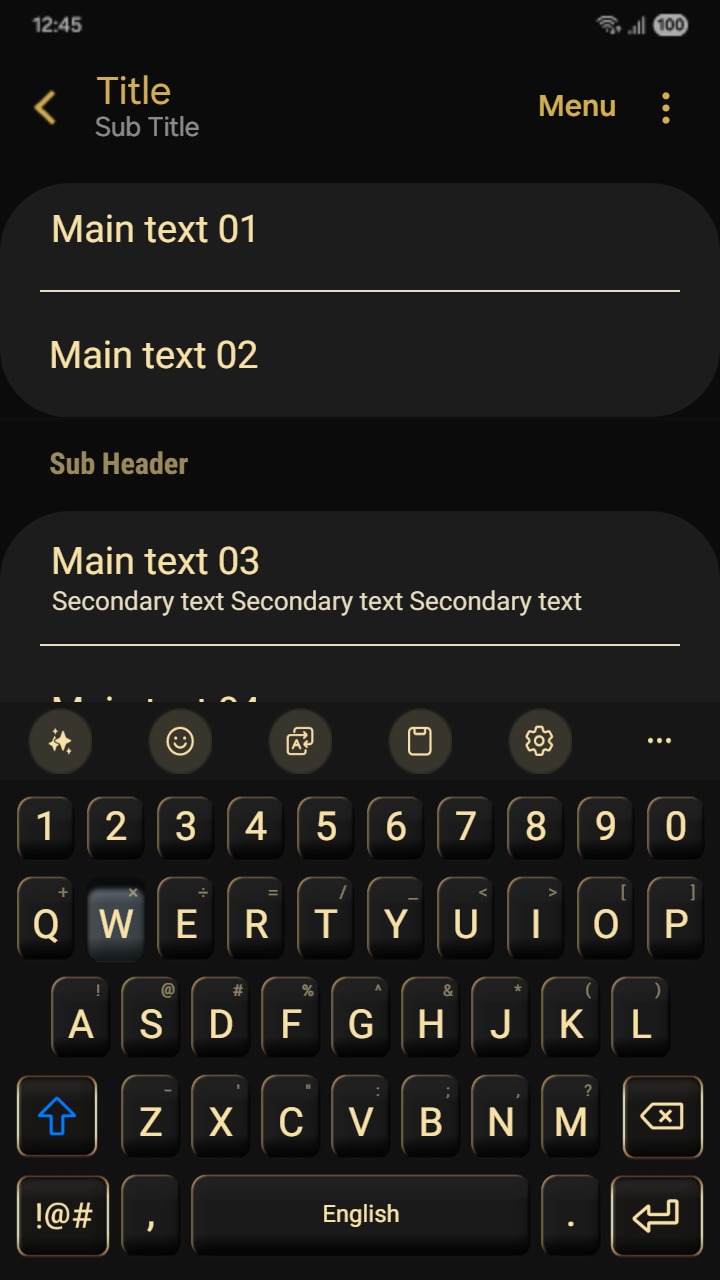 12:45 100
Title
Sub Title
Menu
Main text 01
Main text 02
Sub Header
Main text 03
Secondary text Secondary text Secondary text
1 2 3 4 5 6 7 8 9 0
+ × ÷ = / _ < > [ ]
Q W E R T Y U I O P
! @ # % ^ & * ( )
A S D F G H J K L
- ' " : ; , ?
Z X C V B N M
!@# , English .